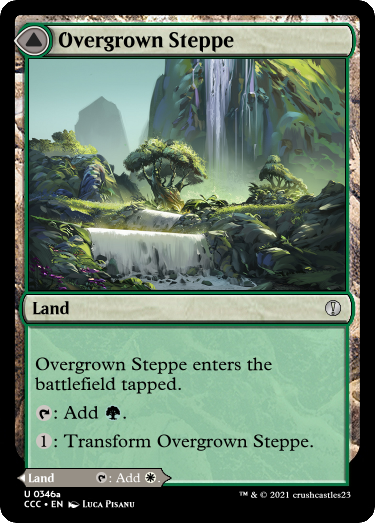 Overgrown Steppe
Land
Overgrown Steppe enters the
battlefield tapped.
: Add .
1: Transform Overgrown Steppe.
Land : Add .
U 0346a
CCC • EN Luca Pisanu
™ & © 2021 crushcastles23